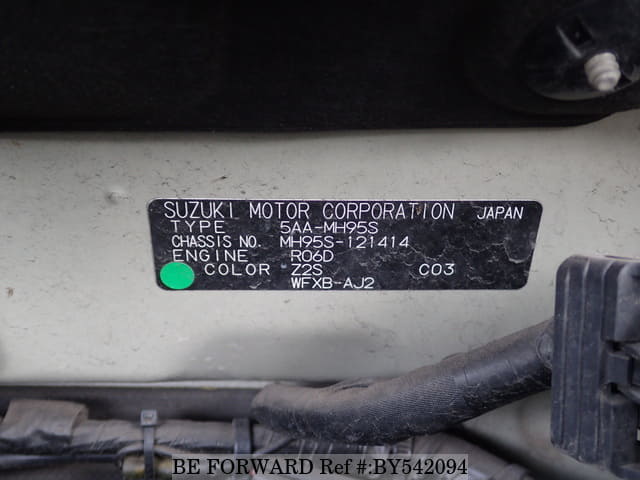 SUZUKI MOTOR CORPORATION JAPAN
TYPE 5AA-MH95S
CHASSIS NO. MH95S-121414
ENGINE R06D
COLOR Z2S C03
WFXB-AJ2
BE FORWARD Ref #:BY542094